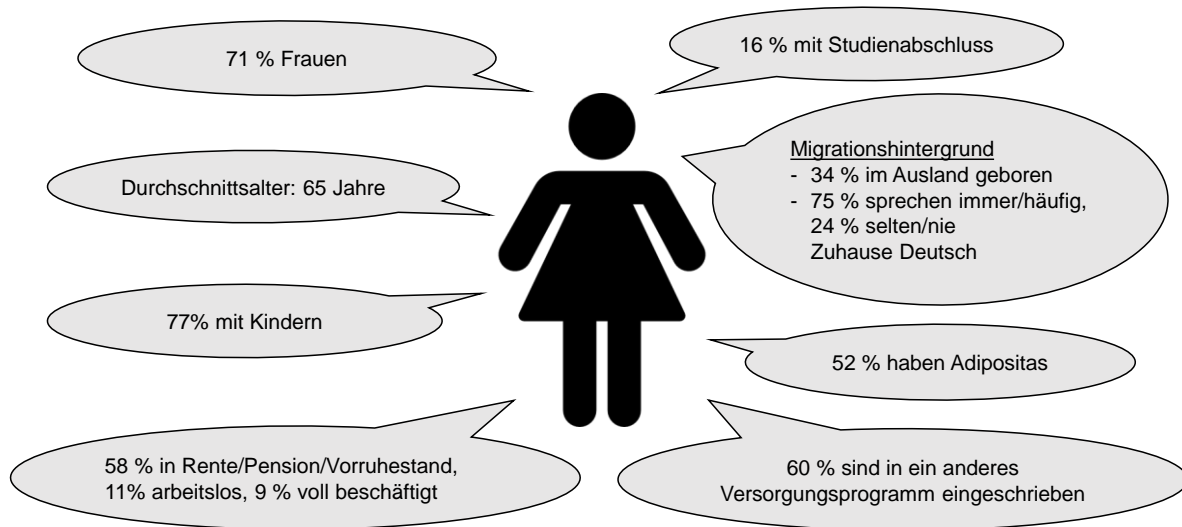 71 % Frauen
16 % mit Studienabschluss
Durchschnittsalter: 65 Jahre
Migrationshintergrund
- 34 % im Ausland geboren
- 75 % sprechen immer/häufig,
24 % selten/nie
Zuhause Deutsch
77% mit Kindern
52 % haben Adipositas
58 % in Rente/Pension/Vorruhestand,
11% arbeitslos, 9 % voll beschäftigt
60 % sind in ein anderes
Versorgungsprogramm eingeschrieben